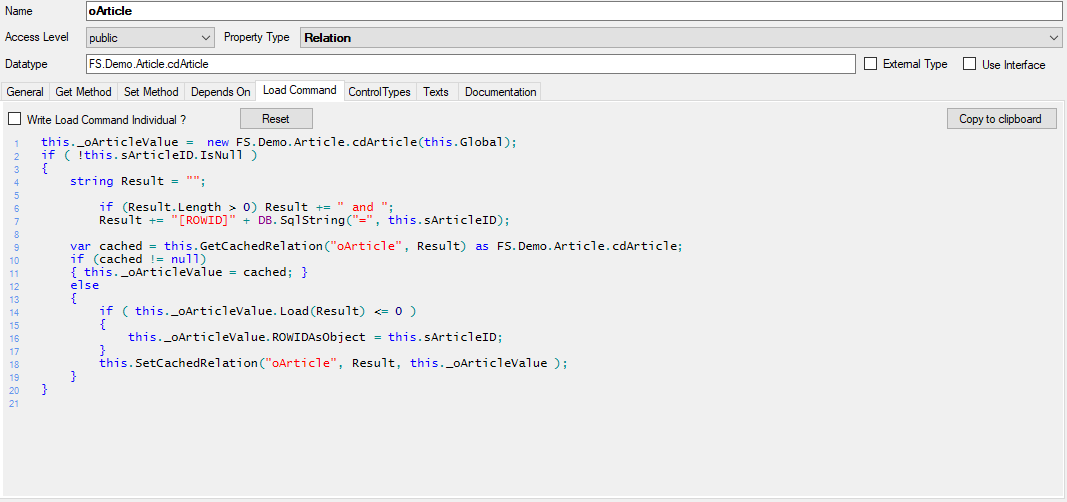 Name oArticle
Access Level public Property Type Relation
Datatype FS.Demo.Article.cdArticle External Type Use Interface
General Get Method Set Method Depends On Load Command ControlTypes Texts Documentation
Write Load Command Individual ? Reset Copy to clipboard
1 this._oArticleValue =  new FS.Demo.Article.cdArticle(this.Global);
2 if ( !this.sArticleID.IsNull )
3 {
4     string Result = "";
5
6         if (Result.Length > 0) Result += " and ";
7         Result += "[ROWID]" + DB.SqlString("=", this.sArticleID);
8
9     var cached = this.GetCachedRelation("oArticle", Result) as FS.Demo.Article.cdArticle;
10     if (cached != null)
11     { this._oArticleValue = cached; }
12     else
13     {
14         if ( this._oArticleValue.Load(Result) <= 0 )
15         {
16             this._oArticleValue.ROWIDAsObject = this.sArticleID;
17         }
18         this.SetCachedRelation("oArticle", Result, this._oArticleValue );
19     }
20 }
21